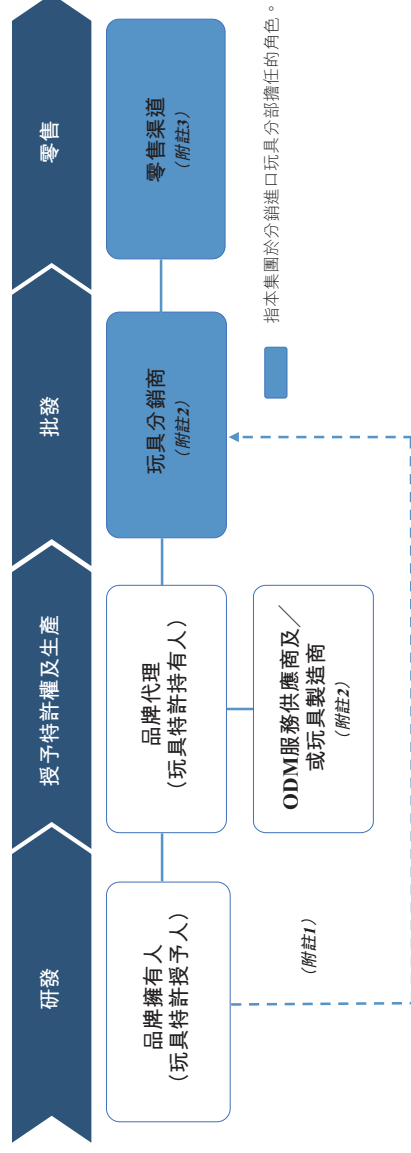 研發
授予特許權及生產
批發
零售
品牌擁有人
（玩具特許授予人）
品牌代理
（玩具特許持有人）
玩具分銷商
（附註2）
零售渠道
（附註3）
ODM服務供應商及／
或玩具製造商
（附註2）
（附註1）
指本集團於分銷進口玩具分部擔任的角色。